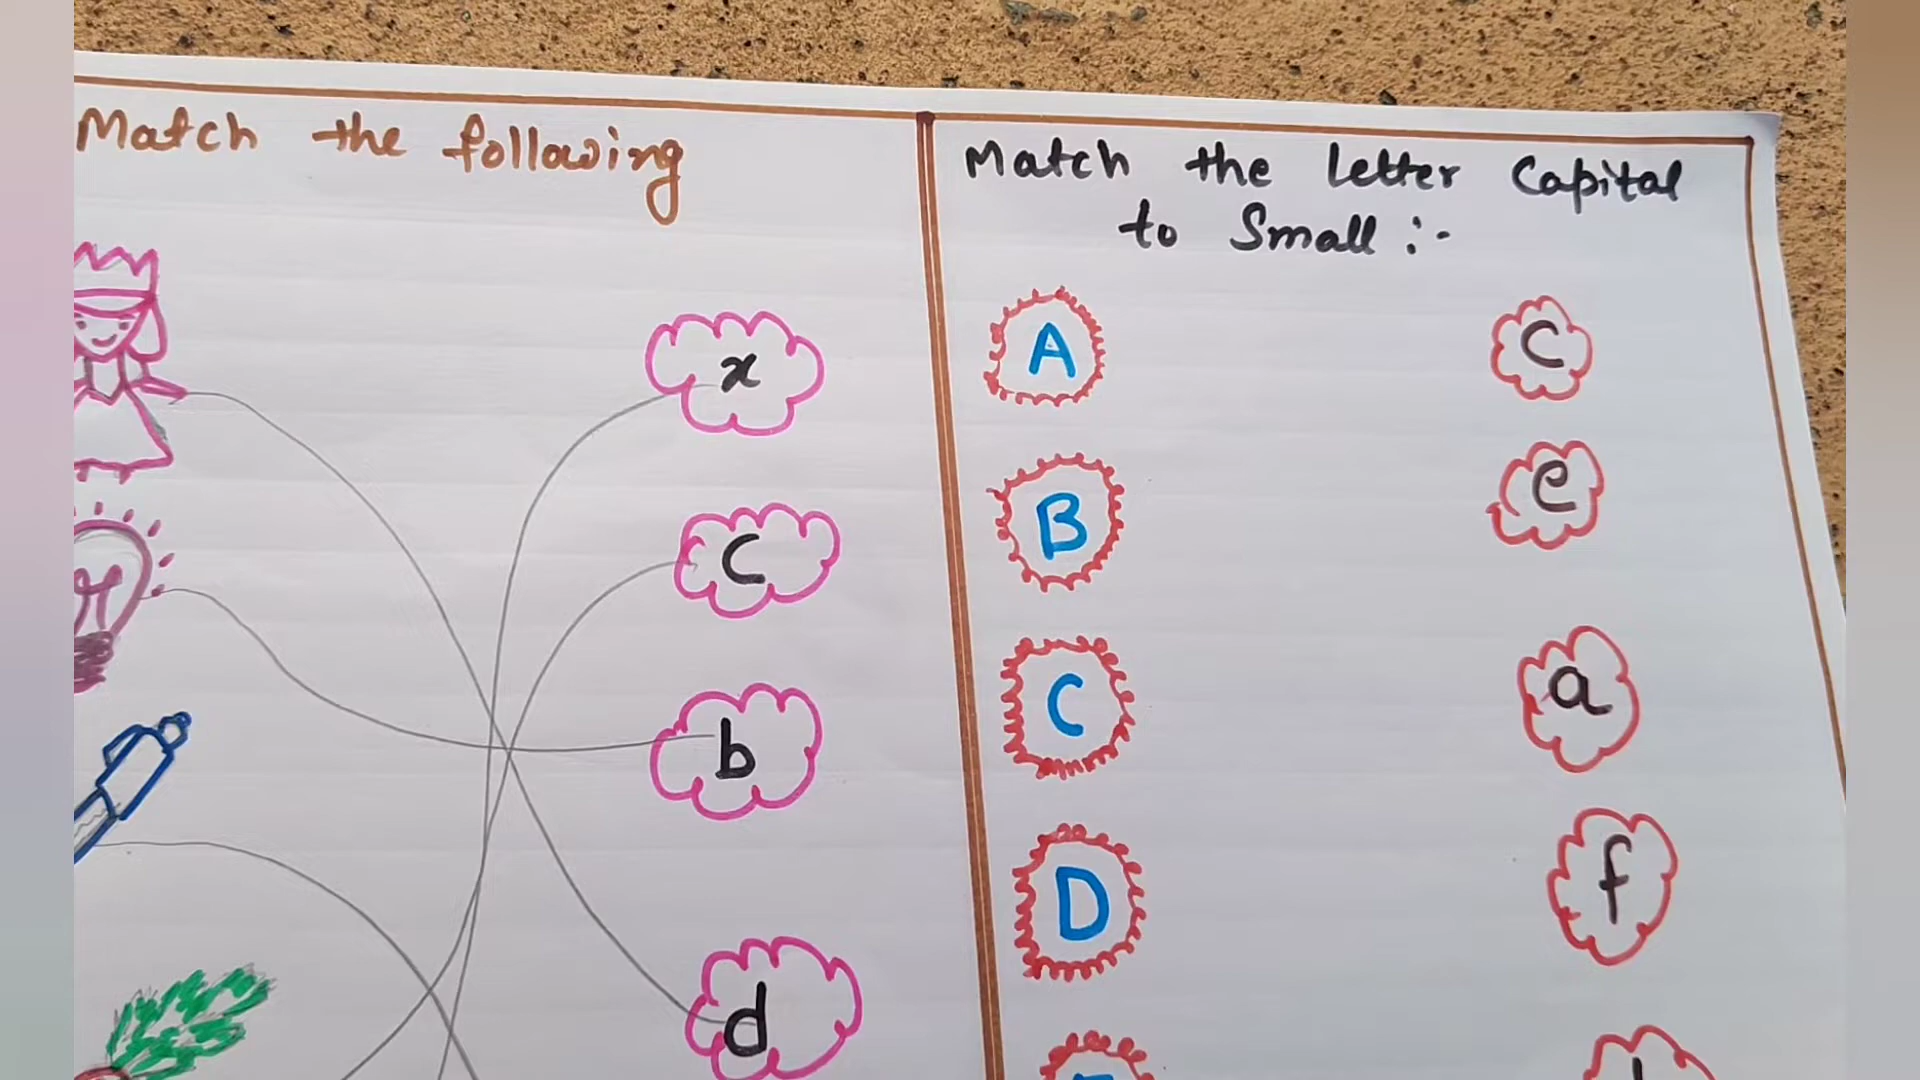 Match the following
x
c
b
d
Match the Letter Capital
to Small :-
A c
B e
C a
D f